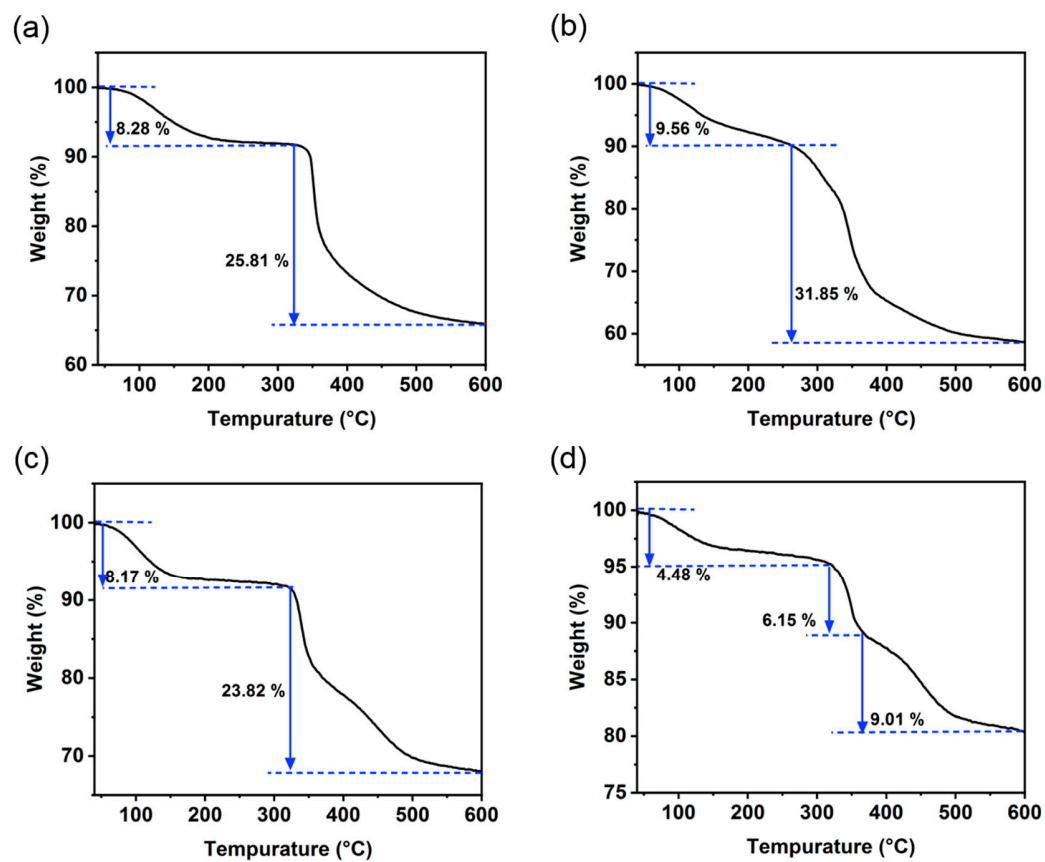 (a)
100
90
80
70
60
8.28 %
25.81 %
Weight (%)
100 200 300 400 500 600
Tempurature (°C)
(b)
100
90
80
70
60
9.56 %
31.85 %
Weight (%)
100 200 300 400 500 600
Tempurature (°C)
(c)
100
90
80
70
8.17 %
23.82 %
Weight (%)
100 200 300 400 500 600
Tempurature (°C)
(d)
100
95
90
85
80
75
4.48 %
6.15 %
9.01 %
Weight (%)
100 200 300 400 500 600
Tempurature (°C)